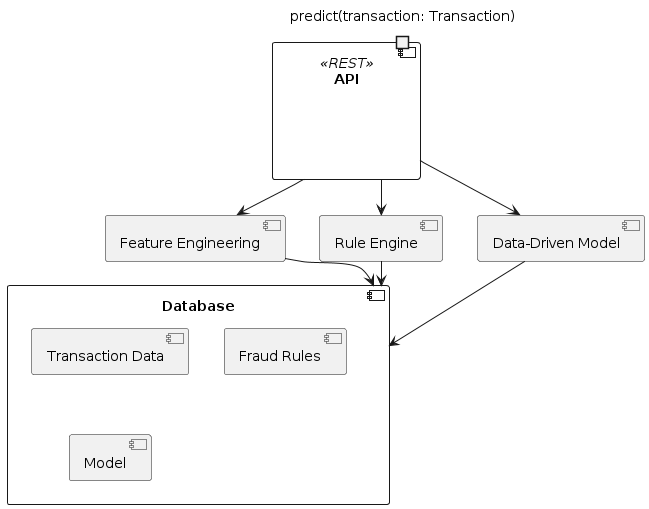 predict(transaction: Transaction)
«REST»
API
Feature Engineering
Rule Engine
Data-Driven Model
Database
Transaction Data
Fraud Rules
Model